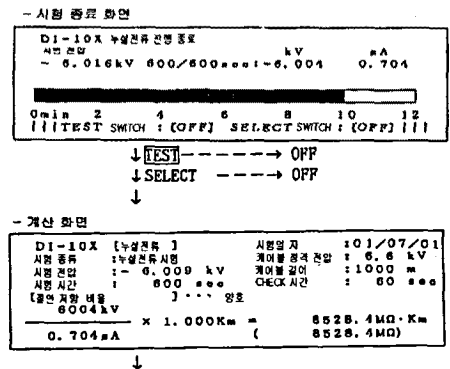 - 시험 종료 화면
DI-10X 누설전류 진행 종료
시험 전압 kV mA
- 6.016kV 600/600sec:-6.004 0.704
0min 2 4 6 8 10 12
|||TEST SWITCH : [OFF] SELECT SWITCH : [OFF] |||
↓ TEST -----→ OFF
↓ SELECT ----→ OFF
↓
- 계산 화면
DI-10X [누설전류 ] 시험일자 :01/07/01
시험 종류 :누설전류시험 케이블 정격 전압 : 6.6 kV
시험 전압 :- 6.009 kV 케이블 길이 :1000 m
시험 시간 : 600 sec CHECK 시간 : 60 sec
[절연 저항 비율 ] ··· 양호
6004kV
× 1.000Km = 8528.4MΩ·Km
0.704mA ( 8528.4MΩ)
↓